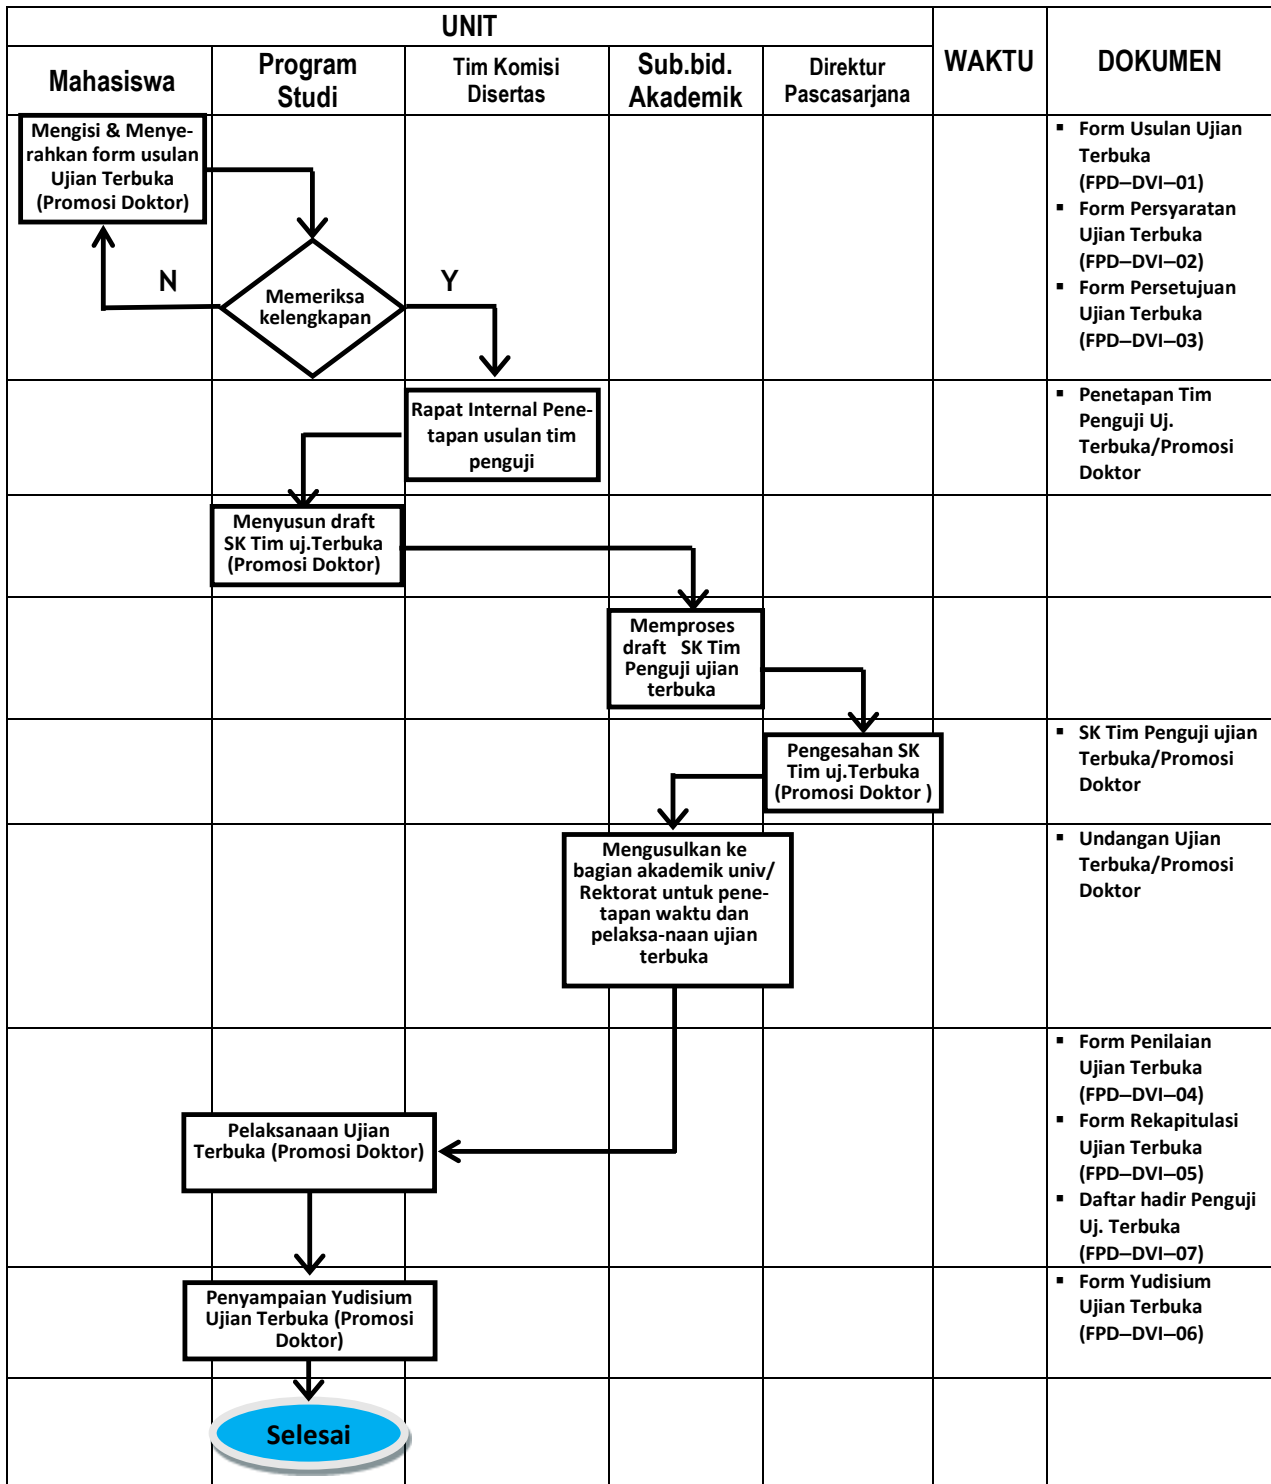 UNIT
WAKTU
DOKUMEN
Mahasiswa
Program
Studi
Tim Komisi
Disertas
Sub.bid.
Akademik
Direktur
Pascasarjana
Mengisi & Menye-
rahkan form usulan
Ujian Terbuka
(Promosi Doktor)
N
Memeriksa
kelengkapan
Y
▪ Form Usulan Ujian
Terbuka
(FPD–DVI–01)
▪ Form Persyaratan
Ujian Terbuka
(FPD–DVI–02)
▪ Form Persetujuan
Ujian Terbuka
(FPD–DVI–03)
Rapat Internal Pene-
tapan usulan tim
penguji
▪ Penetapan Tim
Penguji Uj.
Terbuka/Promosi
Doktor
Menyusun draft
SK Tim uj.Terbuka
(Promosi Doktor)
Memproses
draft SK Tim
Penguji ujian
terbuka
Pengesahan SK
Tim uj.Terbuka
(Promosi Doktor )
▪ SK Tim Penguji ujian
Terbuka/Promosi
Doktor
Mengusulkan ke
bagian akademik univ/
Rektorat untuk pene-
tapan waktu dan
pelaksa-naan ujian
terbuka
▪ Undangan Ujian
Terbuka/Promosi
Doktor
Pelaksanaan Ujian
Terbuka (Promosi Doktor)
▪ Form Penilaian
Ujian Terbuka
(FPD–DVI–04)
▪ Form Rekapitulasi
Ujian Terbuka
(FPD–DVI–05)
▪ Daftar hadir Penguji
Uj. Terbuka
(FPD–DVI–07)
Penyampaian Yudisium
Ujian Terbuka (Promosi
Doktor)
▪ Form Yudisium
Ujian Terbuka
(FPD–DVI–06)
Selesai